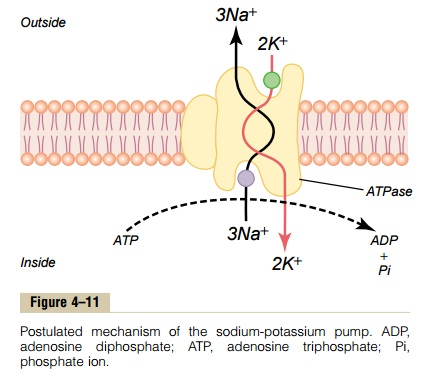 Outside
3Na+
2K+
ATPase
ATP
3Na+
ADP
+
Pi
Inside
2K+
Figure 4–11
Postulated mechanism of the sodium-potassium pump. ADP,
adenosine diphosphate; ATP, adenosine triphosphate; Pi,
phosphate ion.